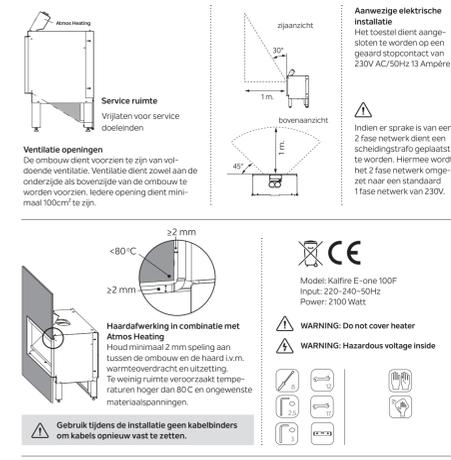 Atmos Heating
Service ruimte
Vrijlaten voor service
doeleinden
Ventilatie openingen
De ombouw dient voorzien te zijn van vol-
doende ventilatie. Ventilatie dient zowel aan de
onderzijde als bovenzijde van de ombouw te
worden voorzien. Iedere opening dient mini-
maal 100cm² te zijn.
zijaanzicht
30°
1 m.
bovenaanzicht
1 m.
45°
Aanwezige elektrische
installatie
Het toestel dient aange-
sloten te worden op een
geaard stopcontact van
230V AC/50Hz 13 Ampère
Indien er sprake is van een
2 fase netwerk dient een
scheidingstrafo geplaatst
te worden. Hiermee wordt
het 2 fase netwerk omge-
zet naar een standaard
1 fase netwerk van 230V.
≥2 mm
<80°C
≥2 mm
Haardafwerking in combinatie met
Atmos Heating
Houd minimaal 2 mm speling aan
tussen de ombouw en de haard i.v.m.
warmteoverdracht en uitzetting.
Te weinig ruimte veroorzaakt tempe-
raturen hoger dan 80 C en ongewenste
materiaalspanningen.
Gebruik tijdens de installatie geen kabelbinders
om kabels opnieuw vast te zetten.
CE
Model: Kalfire E-one 100F
Input: 220-240~50Hz
Power: 2100 Watt
WARNING: Do not cover heater
WARNING: Hazardous voltage inside
8
12
2.5
17
3